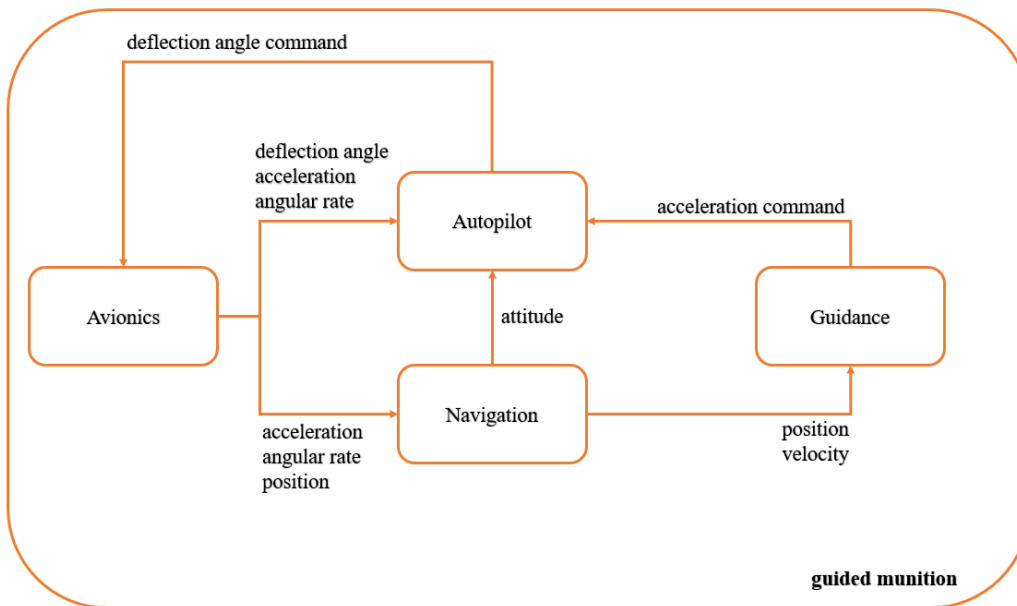 deflection angle command
deflection angle
acceleration
angular rate
Autopilot
acceleration command
Avionics
attitude
Guidance
Navigation
acceleration
angular rate
position
position
velocity
guided munition